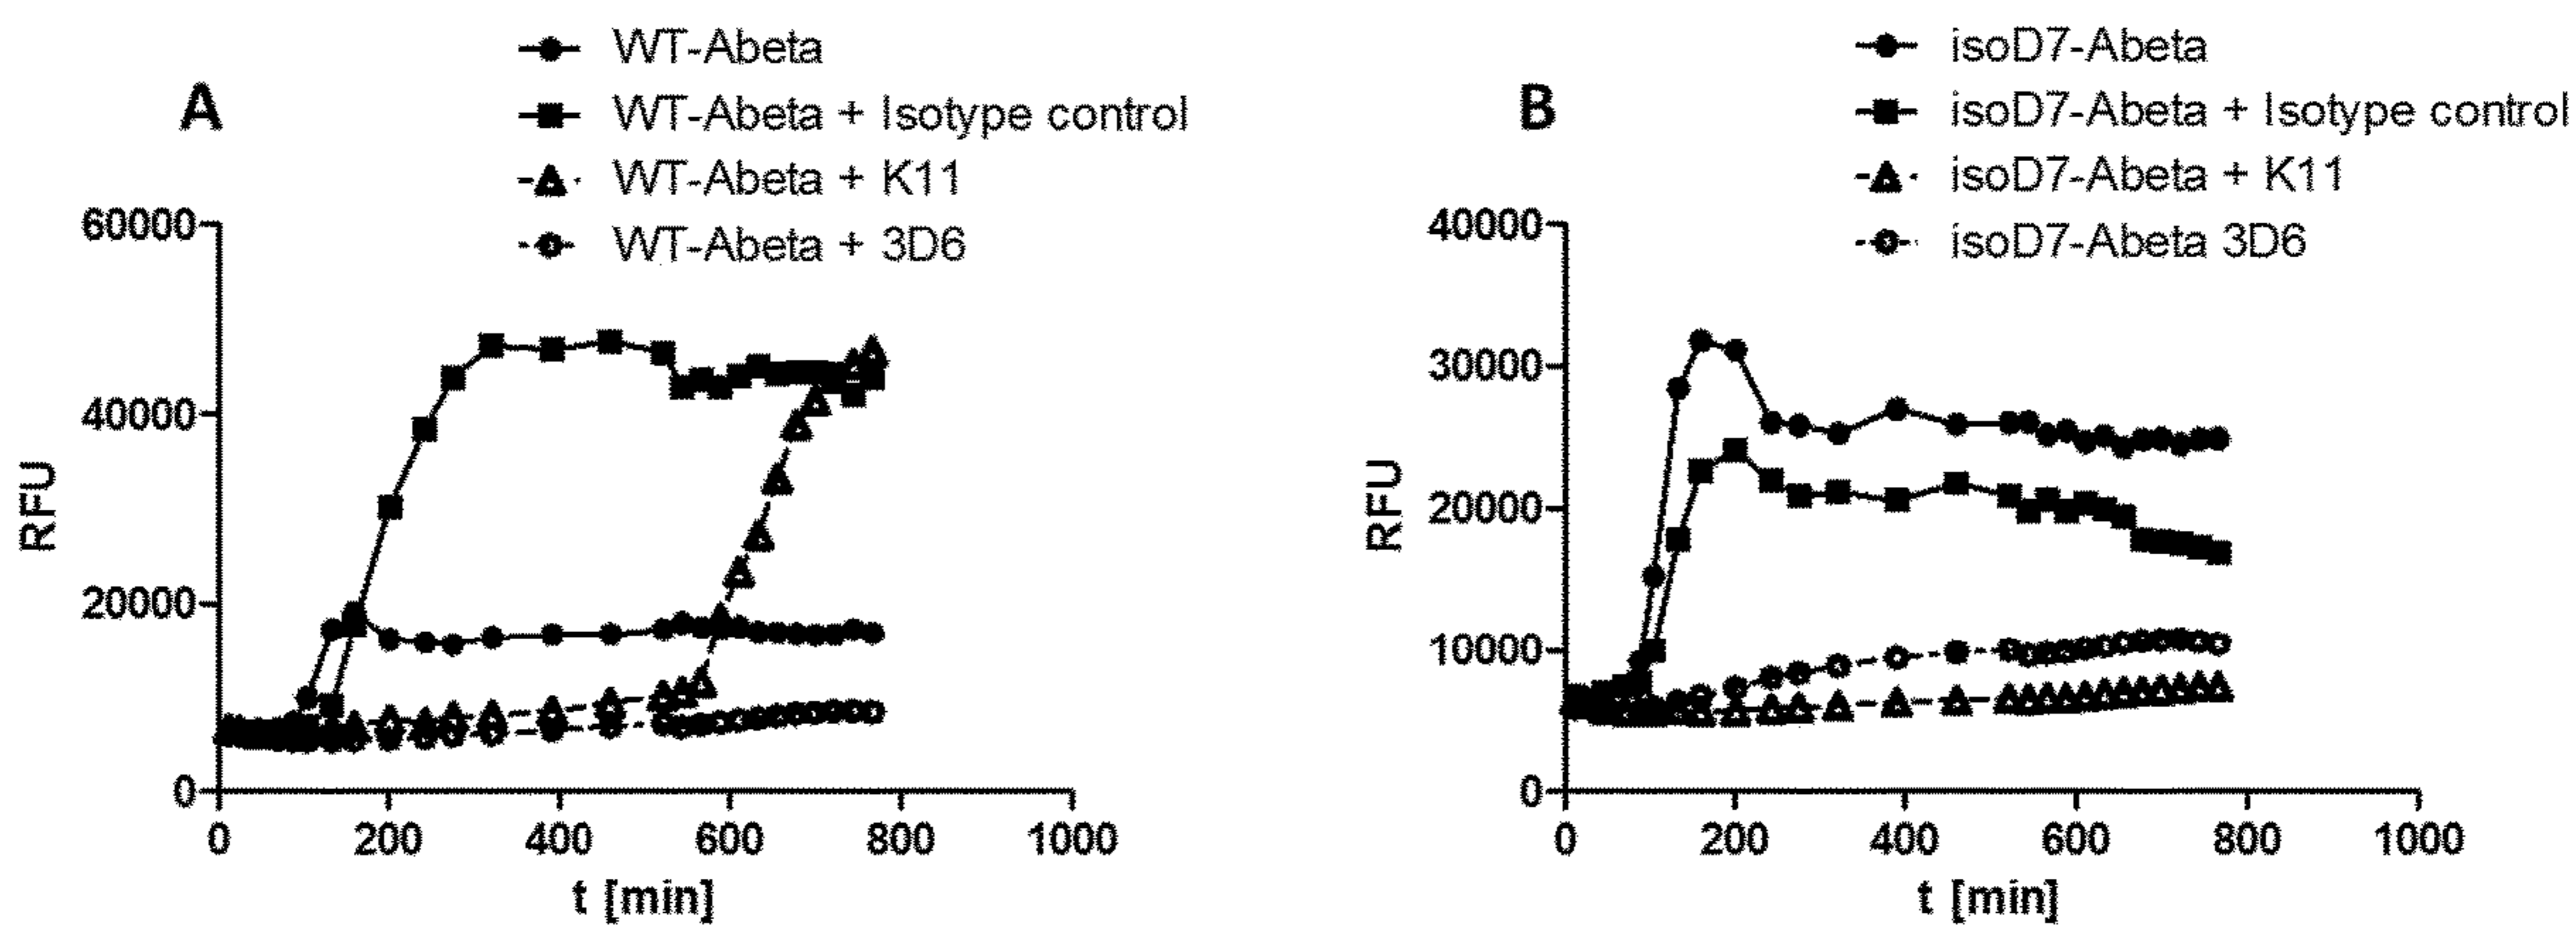 A
WT-Abeta
WT-Abeta + Isotype control
WT-Abeta + K11
WT-Abeta + 3D6
60000
40000
20000
0
RFU
0 200 400 600 800 1000
t [min]
B
isoD7-Abeta
isoD7-Abeta + Isotype control
isoD7-Abeta + K11
isoD7-Abeta 3D6
40000
30000
20000
10000
0
RFU
0 200 400 600 800 1000
t [min]